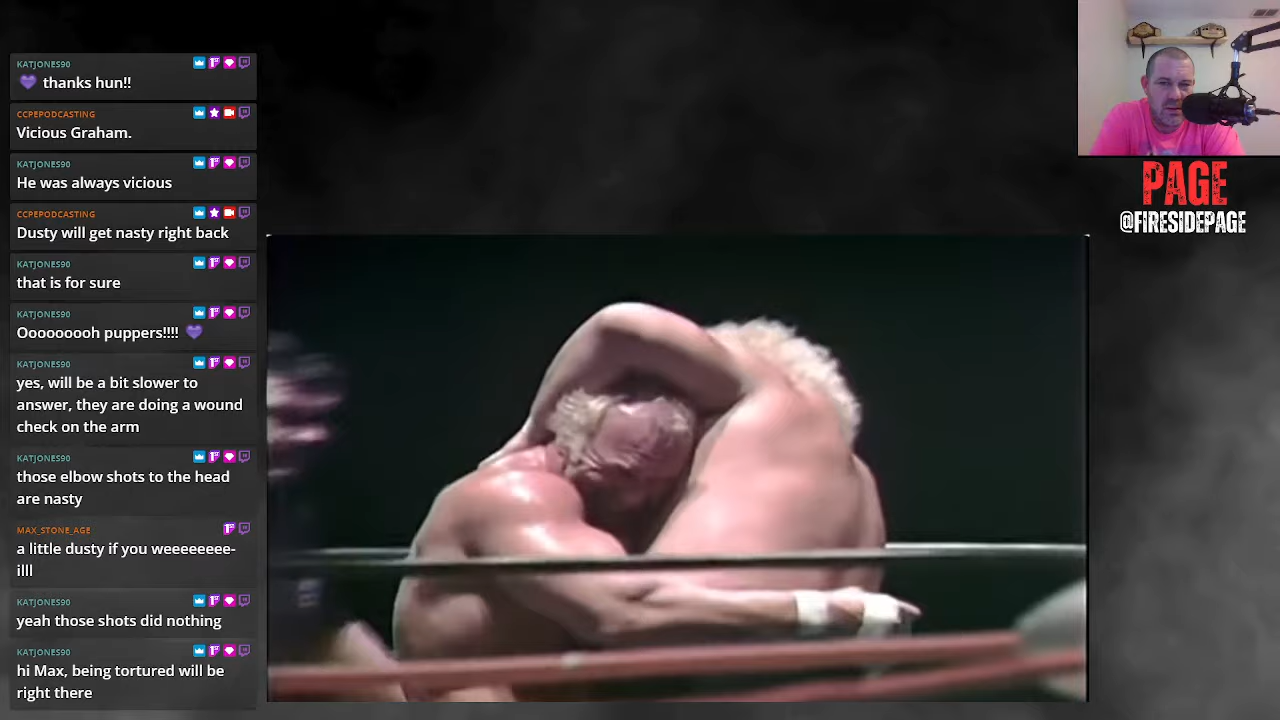 KATJONES90
💜 thanks hun!!
CCPEPODCASTING
Vicious Graham.
KATJONES90
He was always vicious
CCPEPODCASTING
Dusty will get nasty right back
KATJONES90
that is for sure
KATJONES90
Ooooooooh puppers!!!! 💜
KATJONES90
yes, will be a bit slower to
answer, they are doing a wound
check on the arm
KATJONES90
those elbow shots to the head
are nasty
MAX_STONE_AGE
a little dusty if you weeeeeeee-
illl
KATJONES90
yeah those shots did nothing
KATJONES90
hi Max, being tortured will be
right there
PAGE
@FIRESIDEPAGE